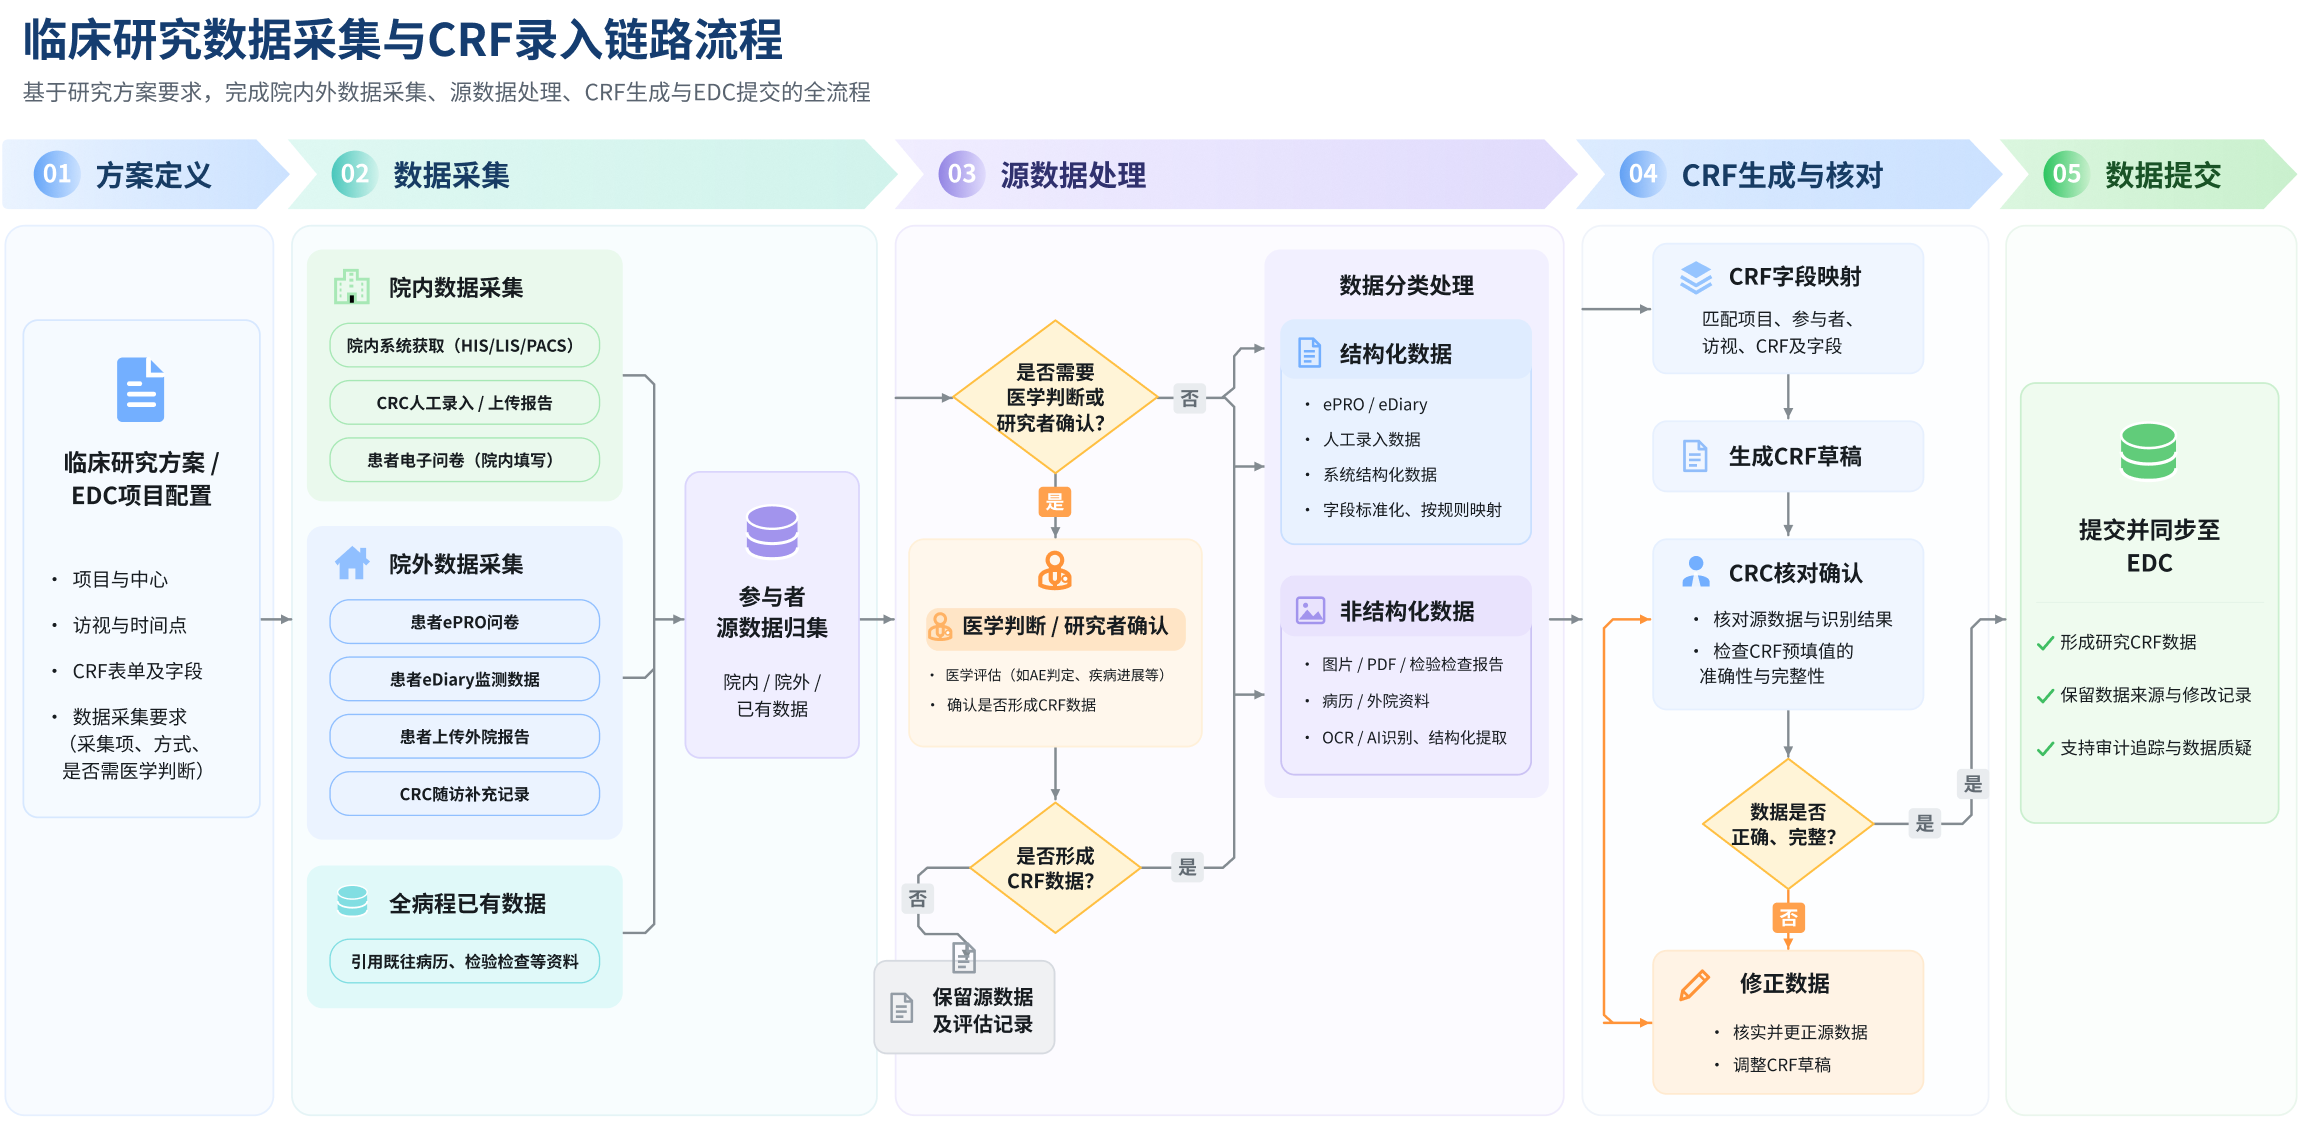 临床研究数据采集与CRF录入链路流程
基于研究方案要求，完成院内外数据采集、源数据处理、CRF生成与EDC提交的全流程
01 方案定义
02 数据采集
03 源数据处理
04 CRF生成与核对
05 数据提交
临床研究方案 /
EDC项目配置
• 项目与中心
• 访视与时间点
• CRF表单及字段
• 数据采集要求
（采集项、方式、
是否需医学判断）
院内数据采集
院内系统获取（HIS/LIS/PACS）
CRC人工录入 / 上传报告
患者电子问卷（院内填写）
院外数据采集
患者ePRO问卷
患者eDiary监测数据
患者上传外院报告
CRC随访补充记录
全病程已有数据
引用既往病历、检验检查等资料
参与者
源数据归集
院内 / 院外 /
已有数据
是否需要
医学判断或
研究者确认？
否
是
医学判断 / 研究者确认
• 医学评估（如AE判定、疾病进展等）
• 确认是否形成CRF数据
是否形成
CRF数据？
是
否
保留源数据
及评估记录
数据分类处理
结构化数据
• ePRO / eDiary
• 人工录入数据
• 系统结构化数据
• 字段标准化、按规则映射
非结构化数据
• 图片 / PDF / 检验检查报告
• 病历 / 外院资料
• OCR / AI识别、结构化提取
CRF字段映射
匹配项目、参与者、
访视、CRF及字段
生成CRF草稿
CRC核对确认
• 核对源数据与识别结果
• 检查CRF预填值的
准确性与完整性
数据是否
正确、完整？
是
是
否
修正数据
• 核实并更正源数据
• 调整CRF草稿
提交并同步至
EDC
形成研究CRF数据
保留数据来源与修改记录
支持审计追踪与数据质疑